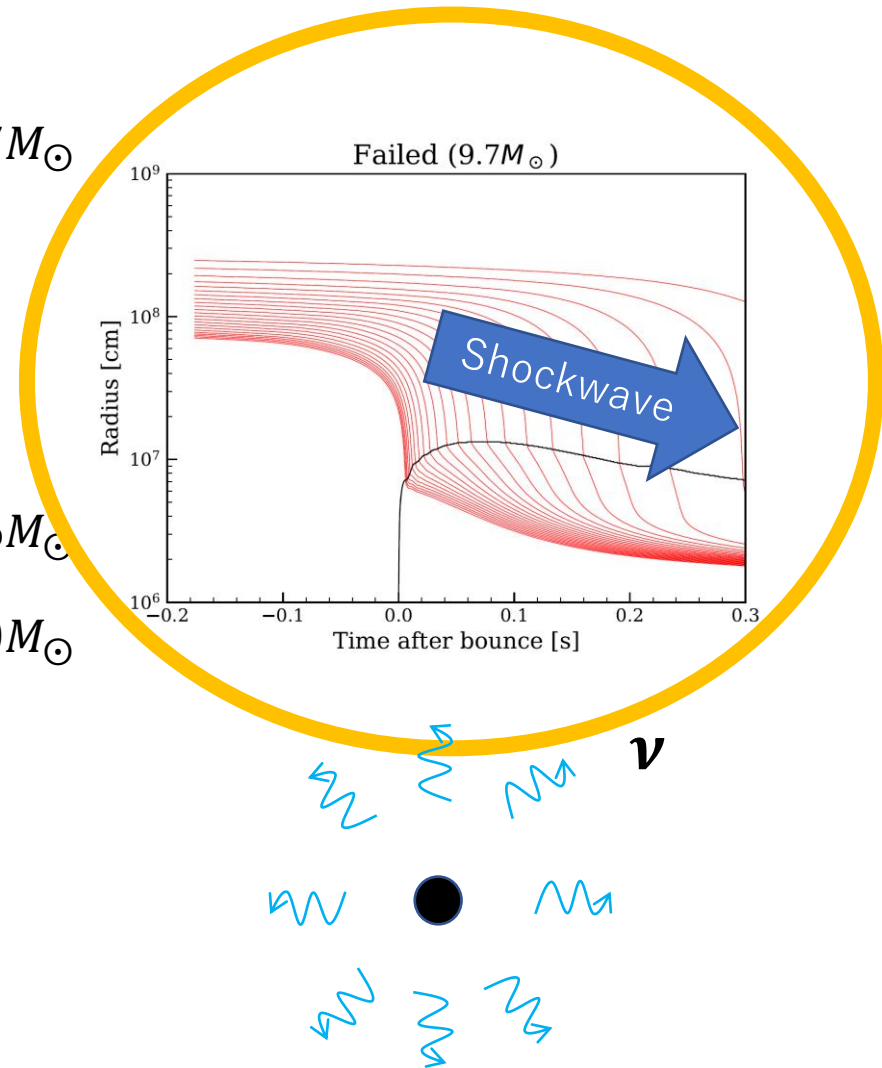 M⊙
Failed (9.7M⊙)
10⁹
10⁸
Radius [cm]
Shockwave
10⁷
M⊙
10⁶
−0.2 −0.1 0.0 0.1 0.2 0.3
M⊙
Time after bounce [s]
ν